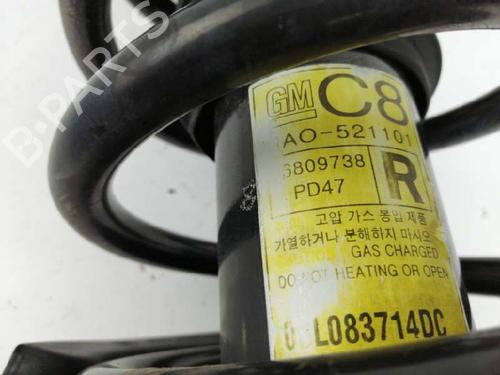 GM C8
AO-521101
6809738
PD47 R
고압 가스 봉입 제품
가열하거나 분해하지 마시오
GAS CHARGED
DO NOT HEATING OR OPEN
L083714DC
B-PARTS